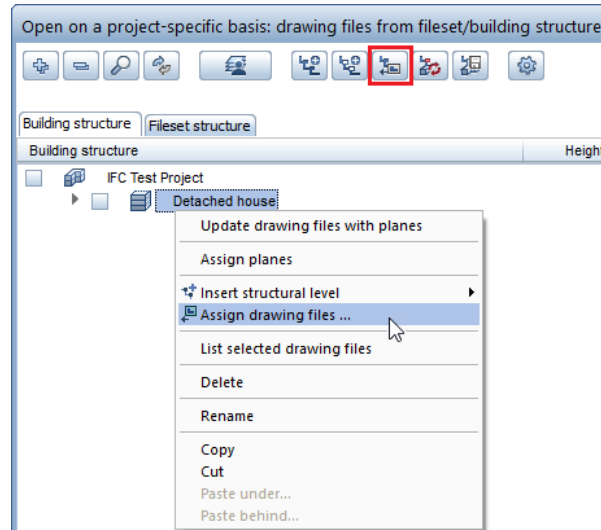 Open on a project-specific basis: drawing files from fileset/building structure
Building structure Fileset structure
Building structure Height
IFC Test Project
Detached house
Update drawing files with planes
Assign planes
Insert structural level
Assign drawing files ...
List selected drawing files
Delete
Rename
Copy
Cut
Paste under...
Paste behind...